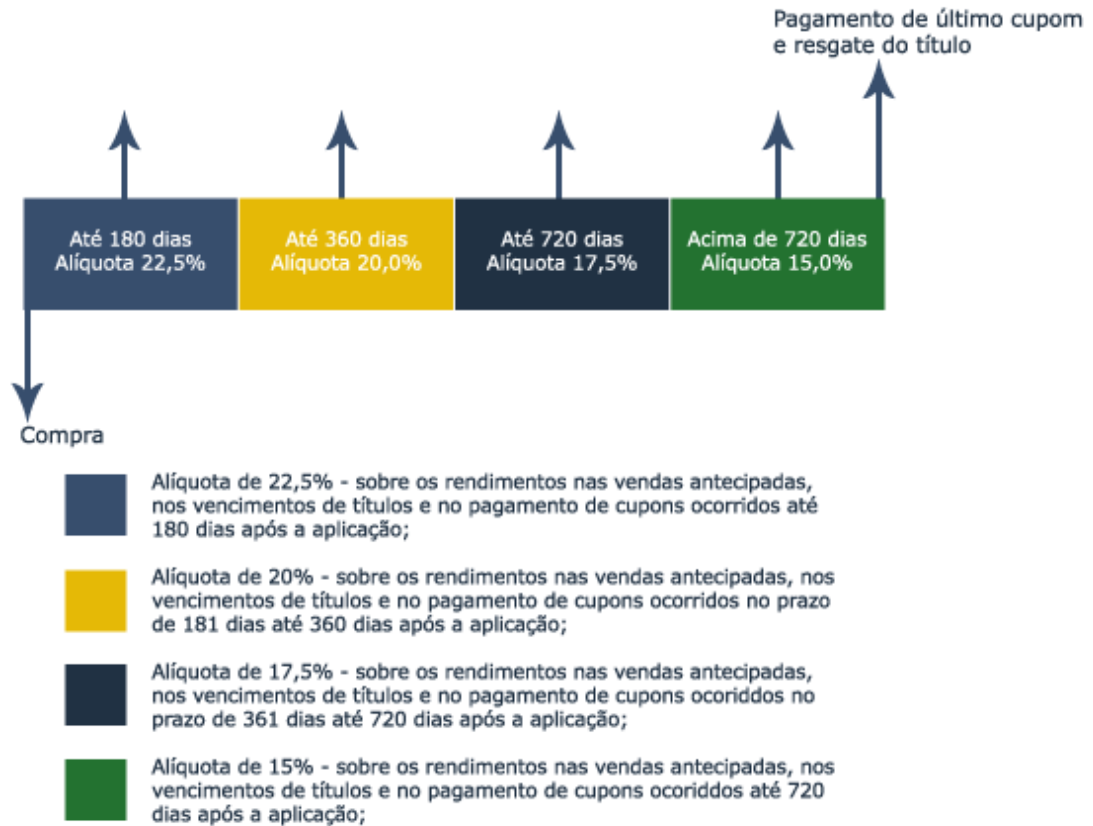 Pagamento de último cupom
e resgate do título
Até 180 dias
Alíquota 22,5%
Até 360 dias
Alíquota 20,0%
Até 720 dias
Alíquota 17,5%
Acima de 720 dias
Alíquota 15,0%
Compra
Alíquota de 22,5% - sobre os rendimentos nas vendas antecipadas,
nos vencimentos de títulos e no pagamento de cupons ocorridos até
180 dias após a aplicação;
Alíquota de 20% - sobre os rendimentos nas vendas antecipadas, nos
vencimentos de títulos e no pagamento de cupons ocorridos no prazo
de 181 dias até 360 dias após a aplicação;
Alíquota de 17,5% - sobre os rendimentos nas vendas antecipadas,
nos vencimentos de títulos e no pagamento de cupons ocoriddos no
prazo de 361 dias até 720 dias após a aplicação;
Alíquota de 15% - sobre os rendimentos nas vendas antecipadas, nos
vencimentos de títulos e no pagamento de cupons ocoriddos até 720
dias após a aplicação;